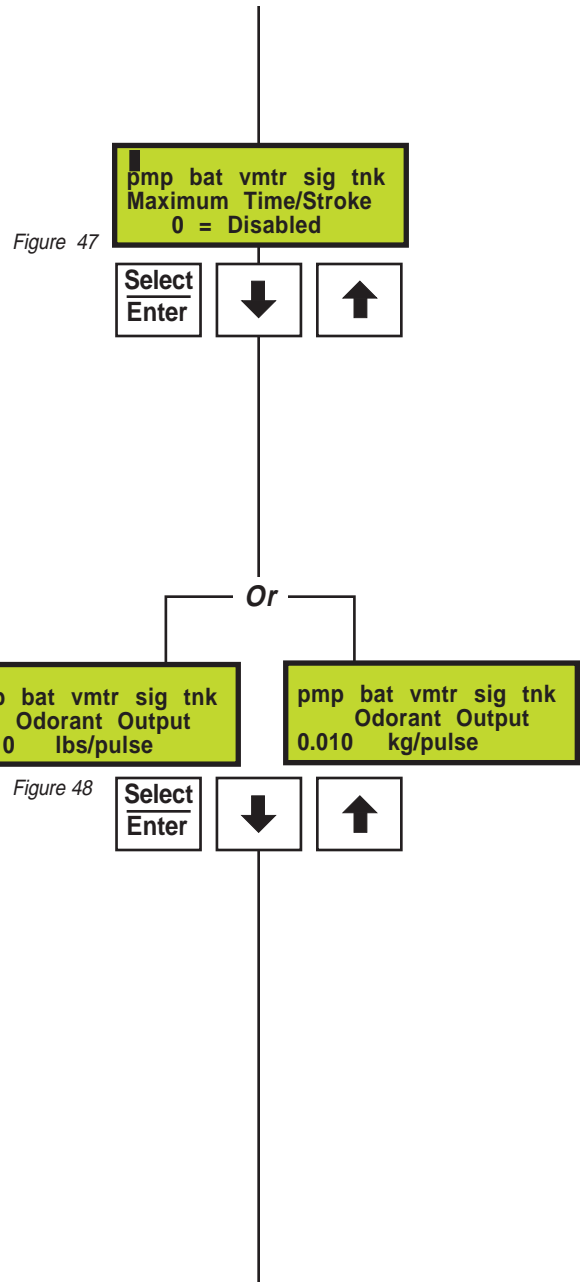 pmp bat vmtr sig tnk
Maximum Time/Stroke
0 = Disabled
Figure 47
Select
Enter
Or
bat vmtr sig tnk
Odorant Output
0 lbs/pulse
pmp bat vmtr sig tnk
Odorant Output
0.010 kg/pulse
Figure 48
Select
Enter